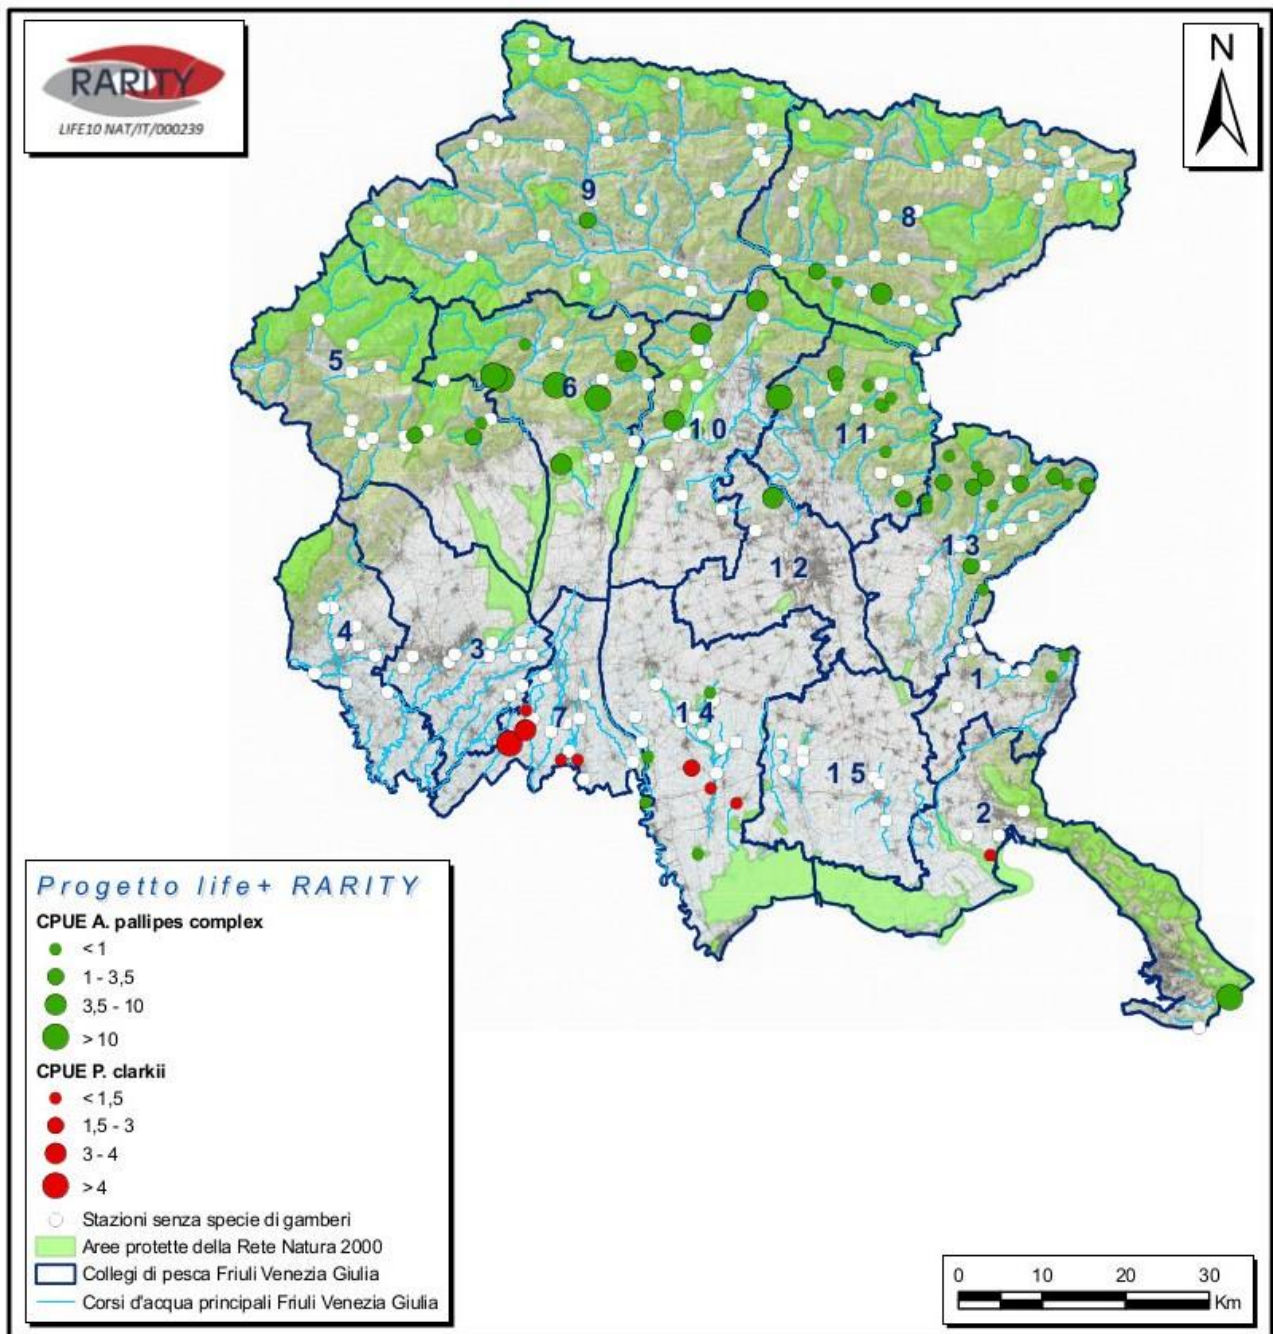 RARITY
LIFE10 NAT/IT/000239
N
9
8
5
6
10
11
13
12
4
3
1
7
14
15
2
Progetto life+ RARITY
CPUE A. pallipes complex
< 1
1 - 3,5
3,5 - 10
> 10
CPUE P. clarkii
< 1,5
1,5 - 3
3 - 4
> 4
Stazioni senza specie di gamberi
Aree protette della Rete Natura 2000
Collegi di pesca Friuli Venezia Giulia
Corsi d'acqua principali Friuli Venezia Giulia
0 10 20 30
Km